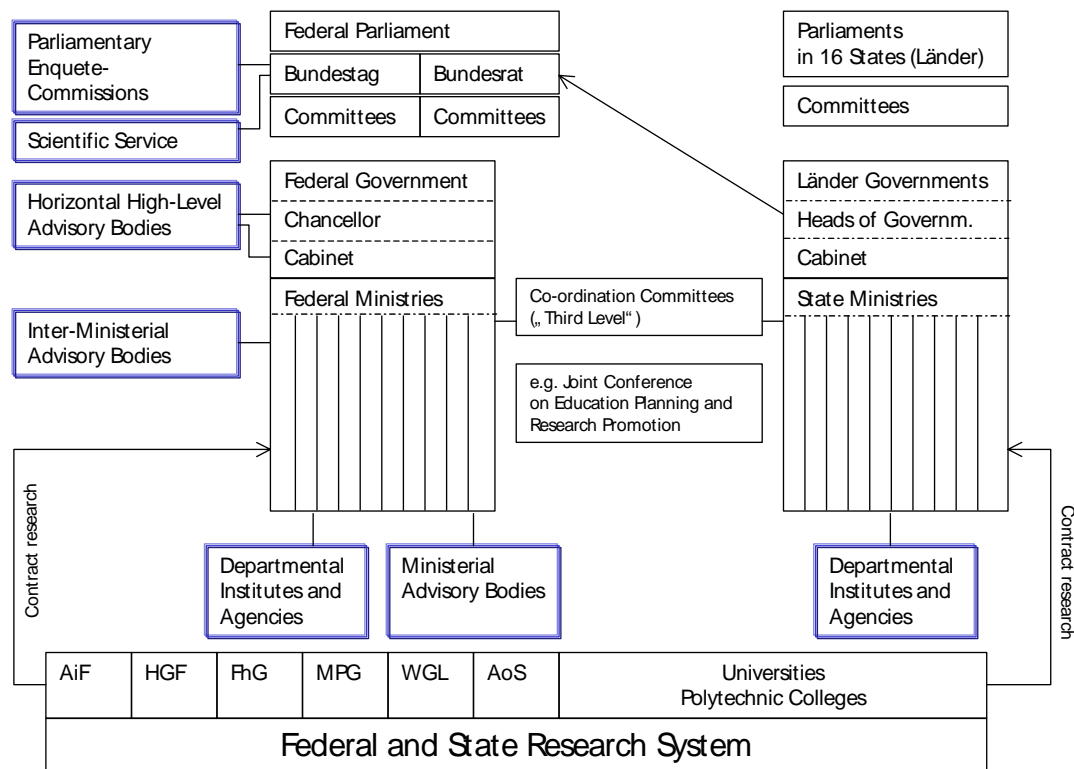 Parliamentary
Enquete-
Commissions
Scientific Service
Horizontal High-Level
Advisory Bodies
Inter-Ministerial
Advisory Bodies
Federal Parliament
Bundestag
Bundesrat
Committees
Committees
Federal Government
Chancellor
Cabinet
Federal Ministries
Co-ordination Committees
(„Third Level“)
e.g. Joint Conference
on Education Planning and
Research Promotion
Parliaments
in 16 States (Länder)
Committees
Länder Governments
Heads of Governm.
Cabinet
State Ministries
Contract research
Departmental
Institutes and
Agencies
Ministerial
Advisory Bodies
Departmental
Institutes and
Agencies
Contract research
AiF
HGF
FhG
MPG
WGL
AoS
Universities
Polytechnic Colleges
Federal and State Research System